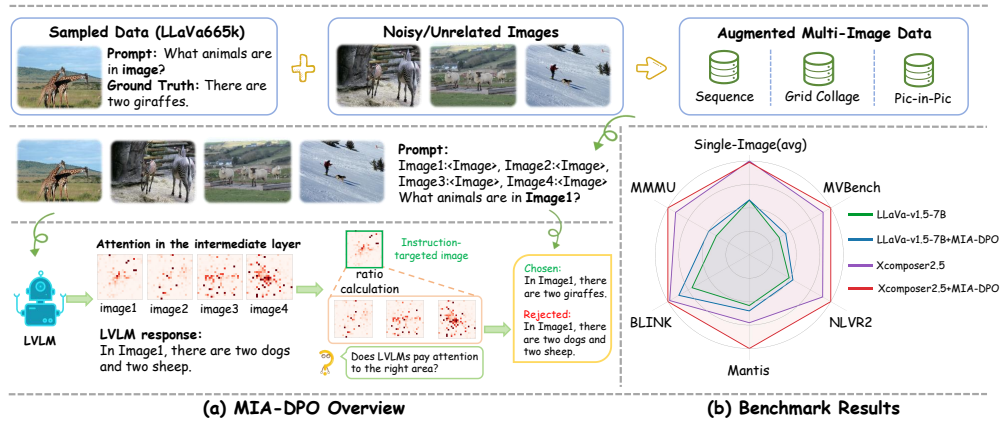 Sampled Data (LLaVa665k)
Prompt: What animals are
in image?
Ground Truth: There are
two giraffes.
Noisy/Unrelated Images
Augmented Multi-Image Data
Sequence
Grid Collage
Pic-in-Pic
Prompt:
Image1:<Image>, Image2:<Image>,
Image3:<Image>, Image4:<Image>
What animals are in Image1?
Attention in the intermediate layer
image1
image2
image3
image4
LVLM
LVLM response:
In Image1, there are two dogs
and two sheep.
Instruction-
targeted image
ratio
calculation
Does LVLMs pay attention
to the right area?
Chosen:
In Image1, there
are two giraffes.
Rejected:
In Image1, there
are two dogs and
two sheep.
(a) MIA-DPO Overview
Single-Image(avg)
MMMU
MVBench
BLINK
NLVR2
Mantis
LLaVa-v1.5-7B
LLaVa-v1.5-7B+MIA-DPO
Xcomposer2.5
Xcomposer2.5+MIA-DPO
(b) Benchmark Results